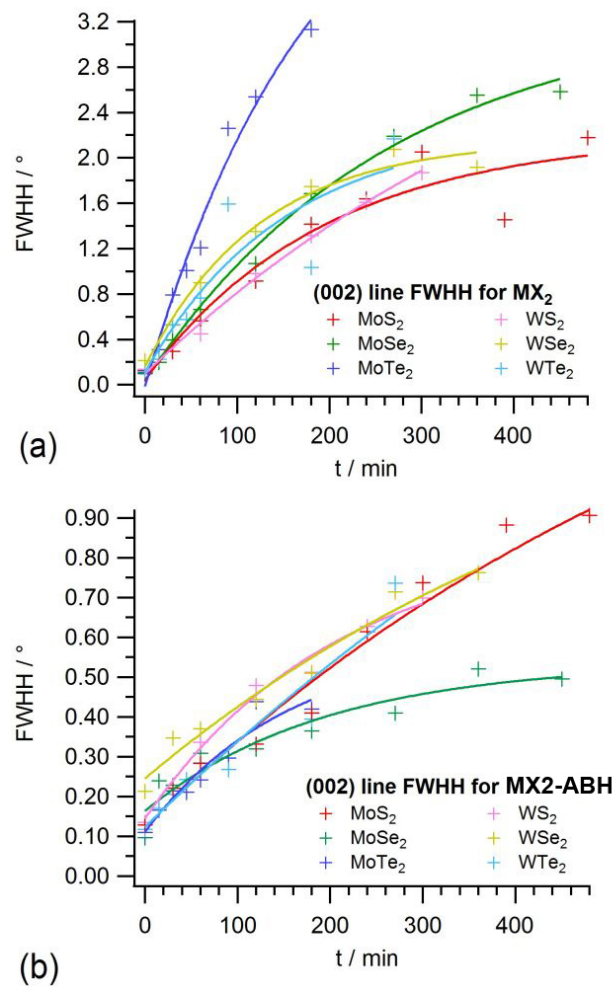 3.2
2.8
2.4
2.0
1.6
1.2
0.8
0.4
0.0
FWHH / °
(002) line FWHH for MX₂
MoS₂ WS₂
MoSe₂ WSe₂
MoTe₂ WTe₂
0 100 200 300 400
t / min
(a)
0.90
0.80
0.70
0.60
0.50
0.40
0.30
0.20
0.10
0.00
FWHH / °
(002) line FWHH for MX2-ABH
MoS₂ WS₂
MoSe₂ WSe₂
MoTe₂ WTe₂
0 100 200 300 400
t / min
(b)